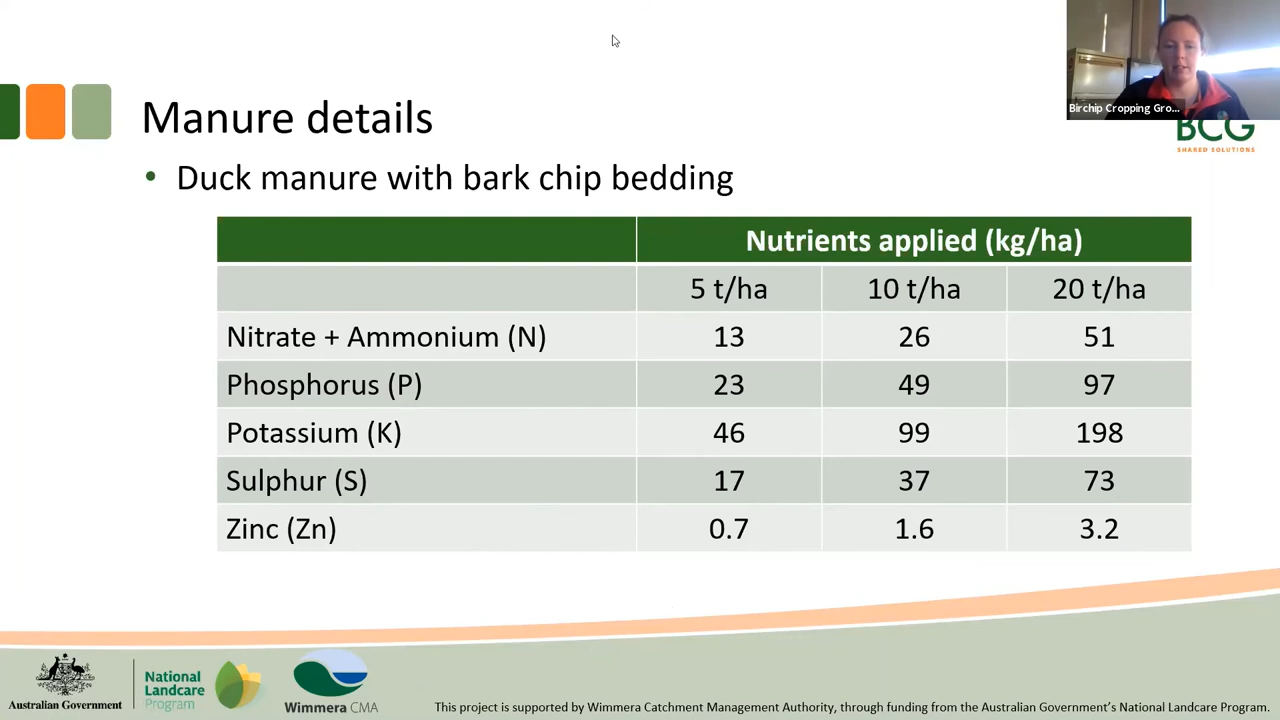 Birchip Cropping Gro...
BCG
SHARED SOLUTIONS
Manure details
• Duck manure with bark chip bedding
Nutrients applied (kg/ha)
5 t/ha 10 t/ha 20 t/ha
Nitrate + Ammonium (N) 13 26 51
Phosphorus (P) 23 49 97
Potassium (K) 46 99 198
Sulphur (S) 17 37 73
Zinc (Zn) 0.7 1.6 3.2
Australian Government
National
Landcare
Program
Wimmera CMA
This project is supported by Wimmera Catchment Management Authority, through funding from the Australian Government's National Landcare Program.